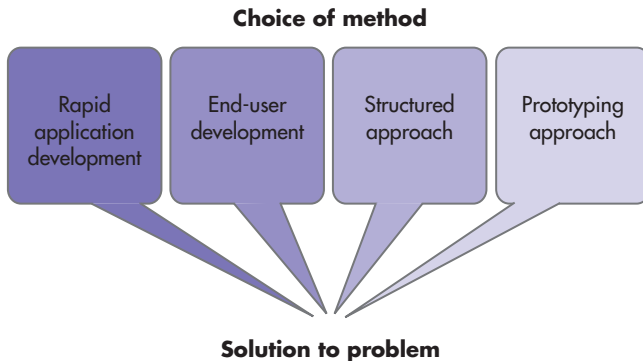 Choice of method
Rapid
application
development
End-user
development
Structured
approach
Prototyping
approach
Solution to problem